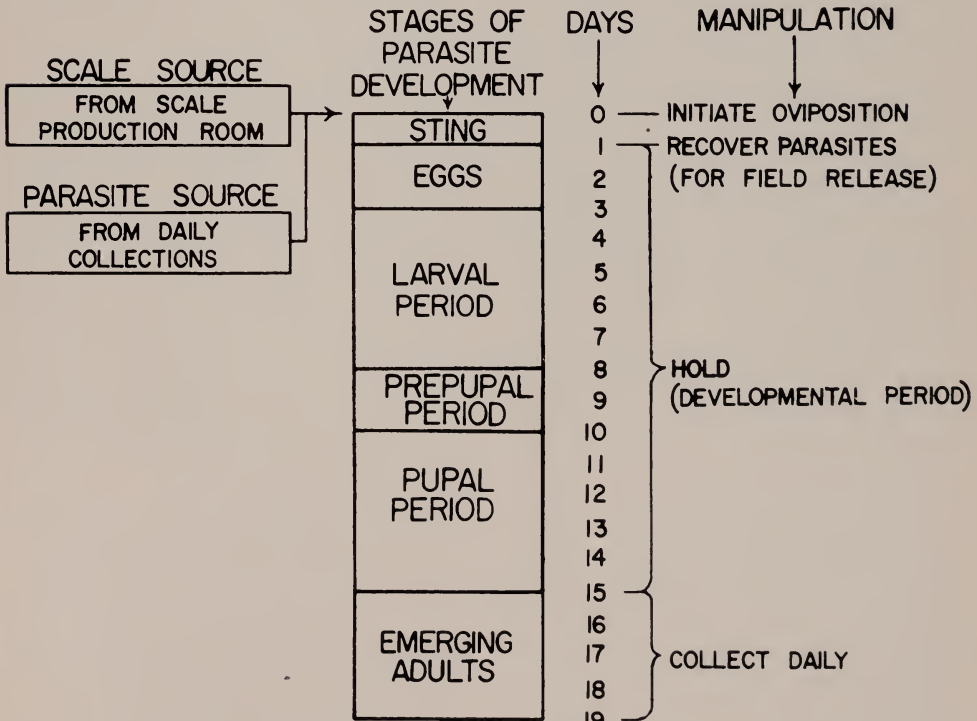 STAGES OF
PARASITE
DEVELOPMENT
DAYS
MANIPULATION
SCALE SOURCE
FROM SCALE
PRODUCTION ROOM
PARASITE SOURCE
FROM DAILY
COLLECTIONS
STING
EGGS
LARVAL
PERIOD
PREPUPAL
PERIOD
PUPAL
PERIOD
EMERGING
ADULTS
0
1
2
3
4
5
6
7
8
9
10
11
12
13
14
15
16
17
18
19
INITIATE OVIPOSITION
RECOVER PARASITES
(FOR FIELD RELEASE)
HOLD
(DEVELOPMENTAL PERIOD)
COLLECT DAILY